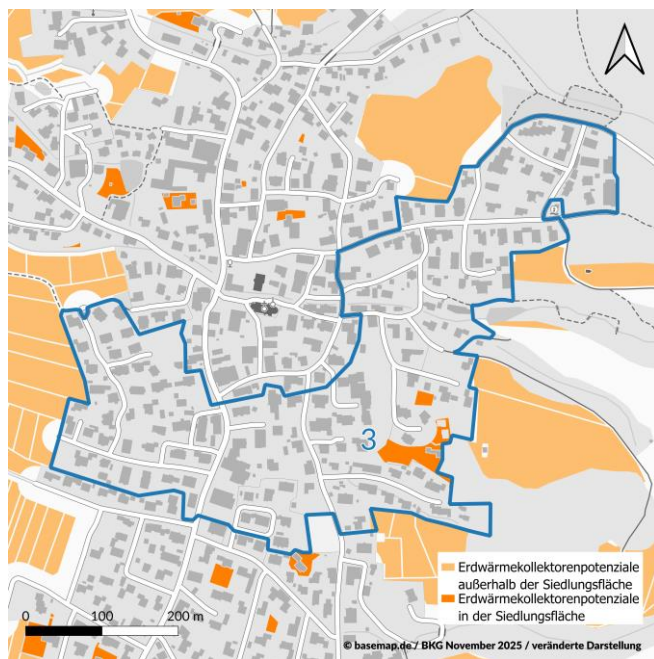 3
Erdwärmekollektorenpotenziale
außerhalb der Siedlungsfläche
Erdwärmekollektorenpotenziale
in der Siedlungsfläche
0 100 200 m
© basemap.de / BKG November 2025 / veränderte Darstellung